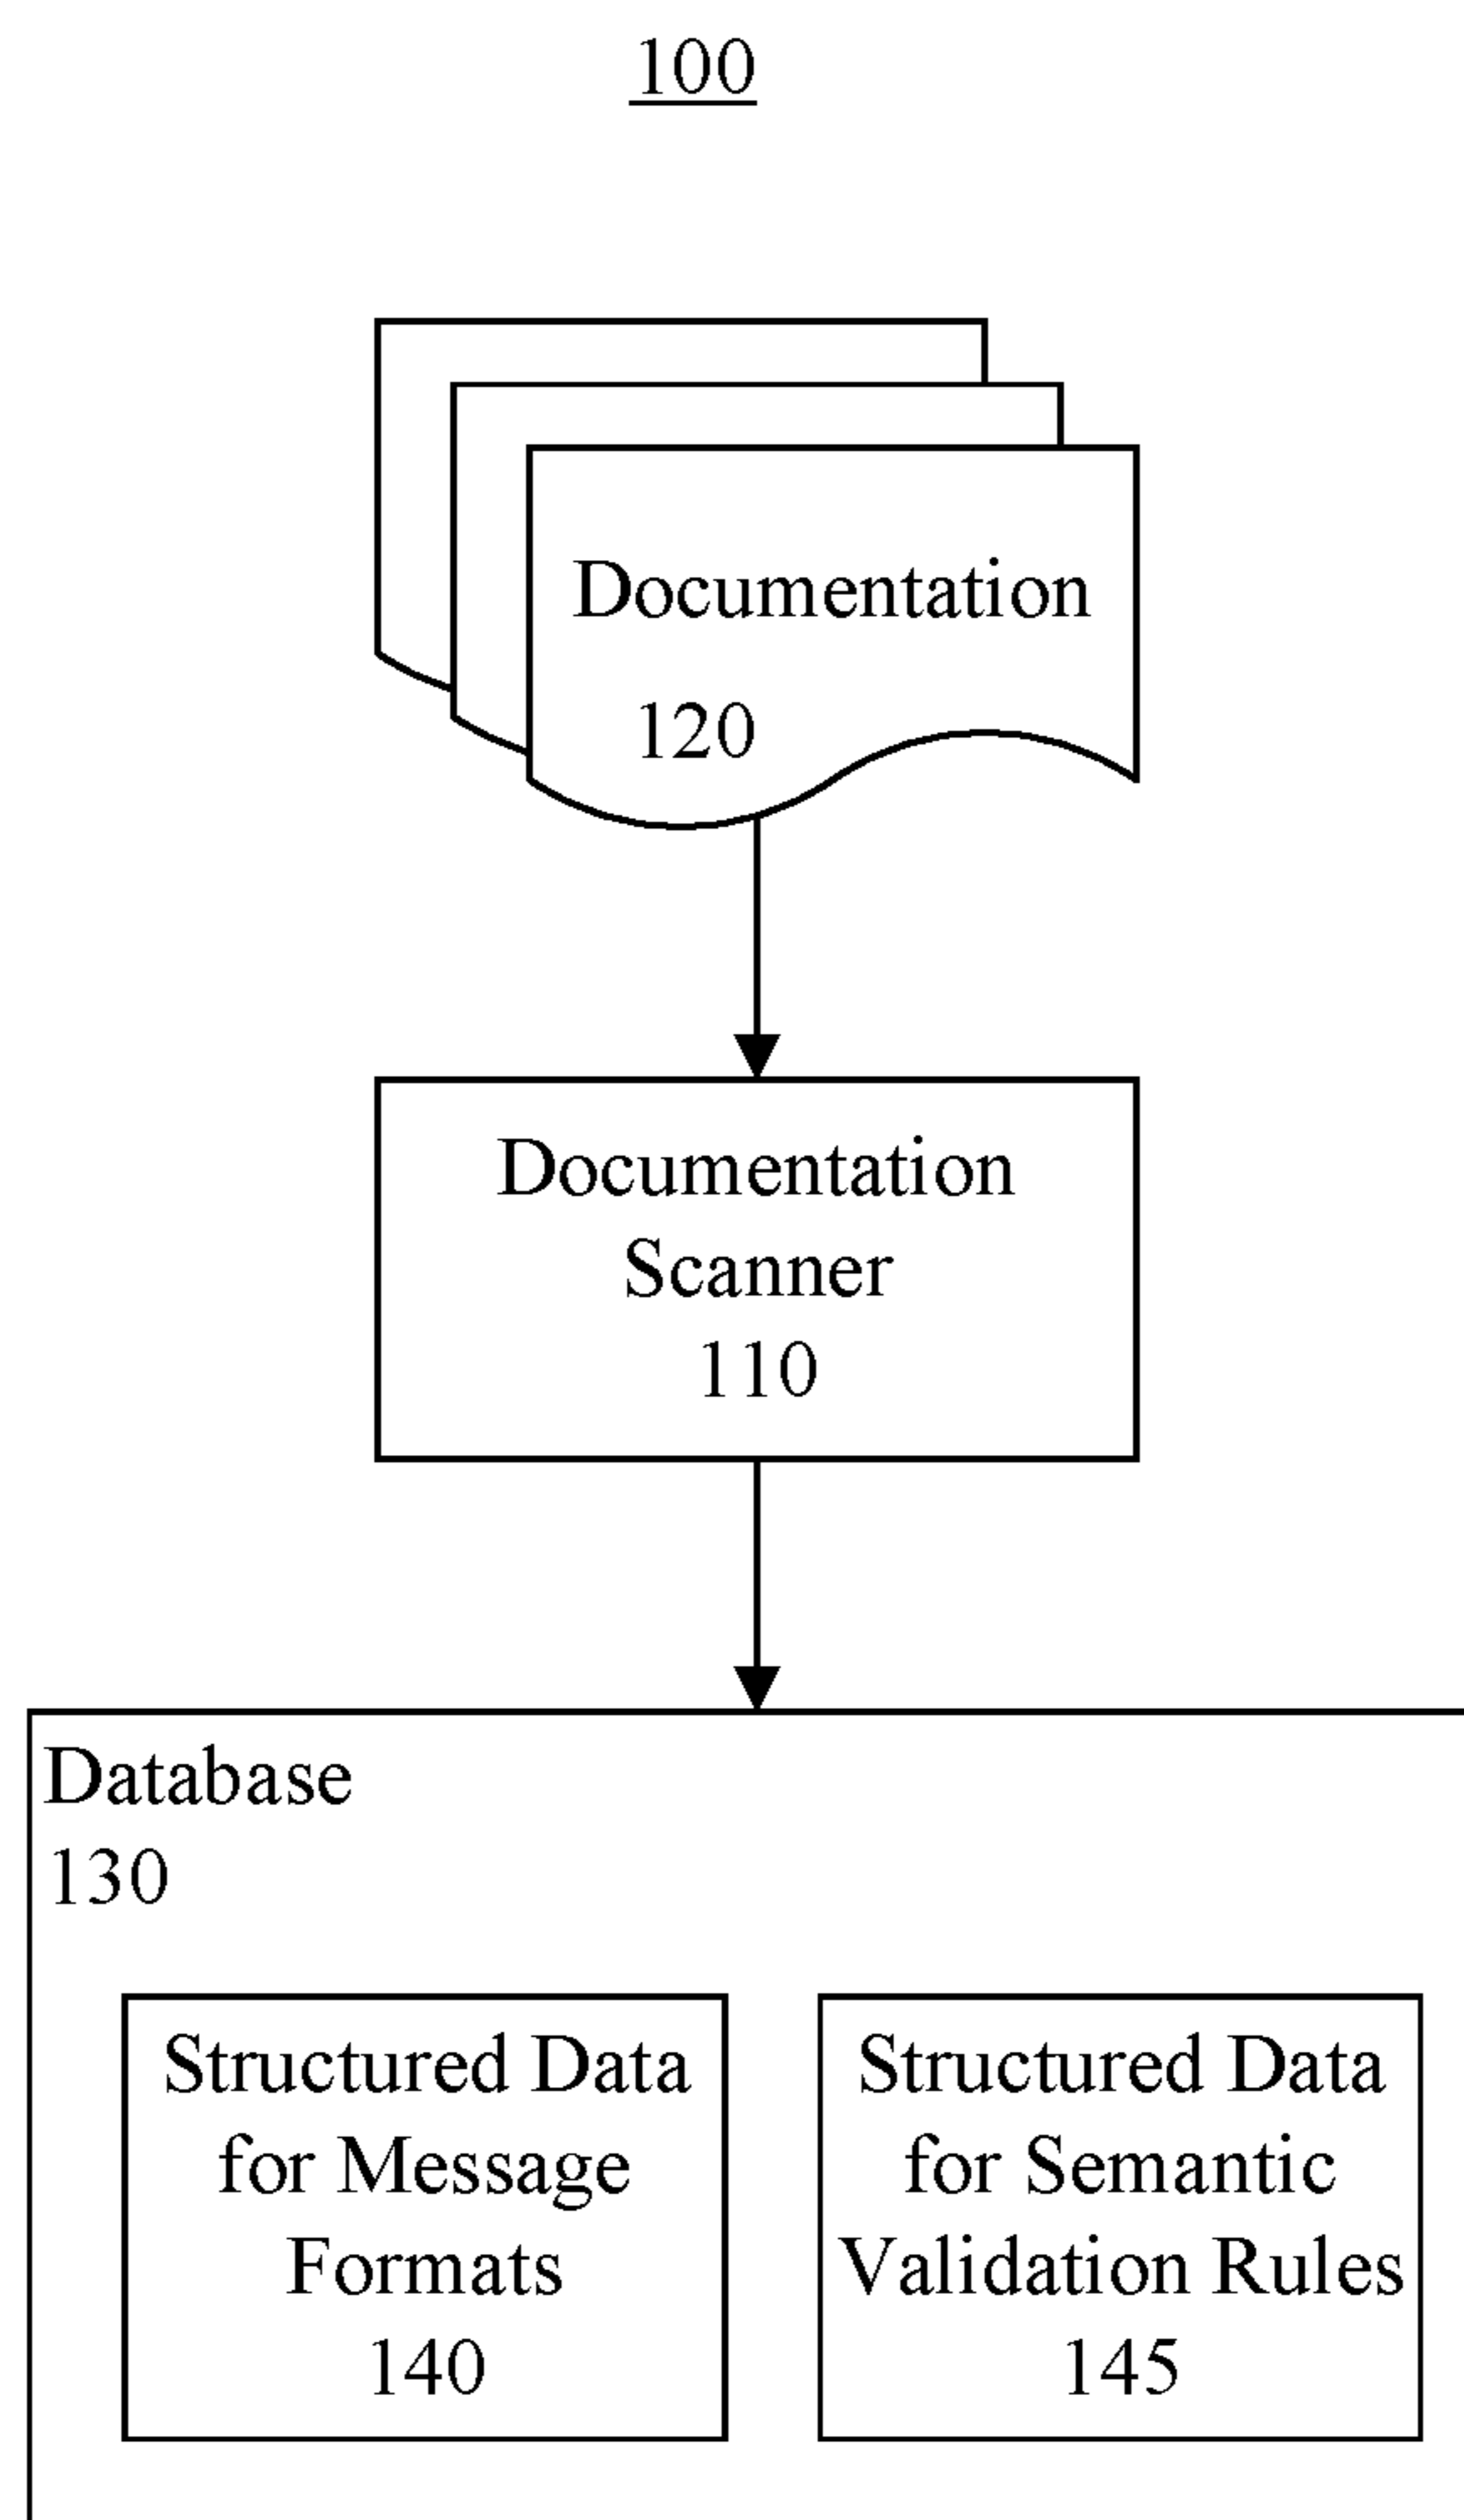 100
Documentation
120
Documentation
Scanner
110
Database
130
Structured Data
for Message
Formats
140
Structured Data
for Semantic
Validation Rules
145